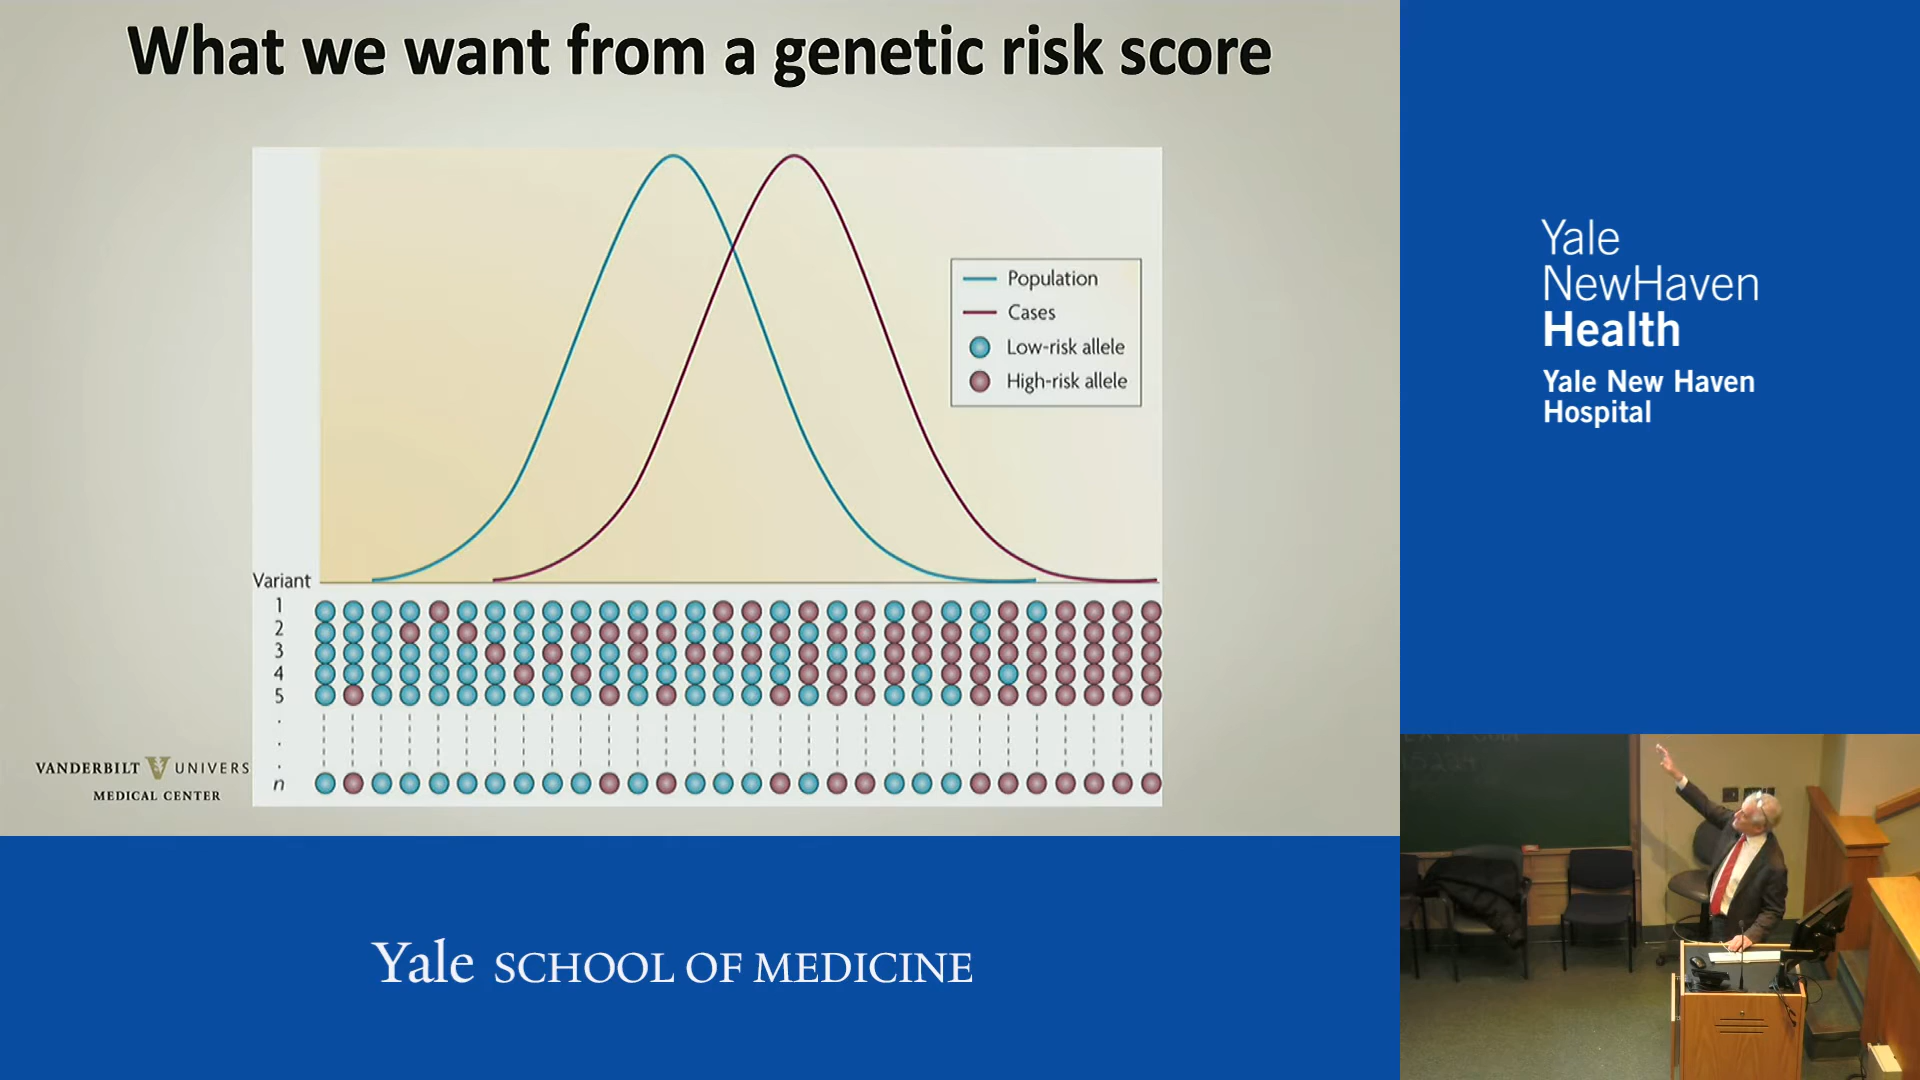 What we want from a genetic risk score
Population
Cases
Low-risk allele
High-risk allele
Variant
1
2
3
4
5
.
.
.
n
VANDERBILT UNIVERS
MEDICAL CENTER
Yale
NewHaven
Health
Yale New Haven
Hospital
Yale SCHOOL OF MEDICINE